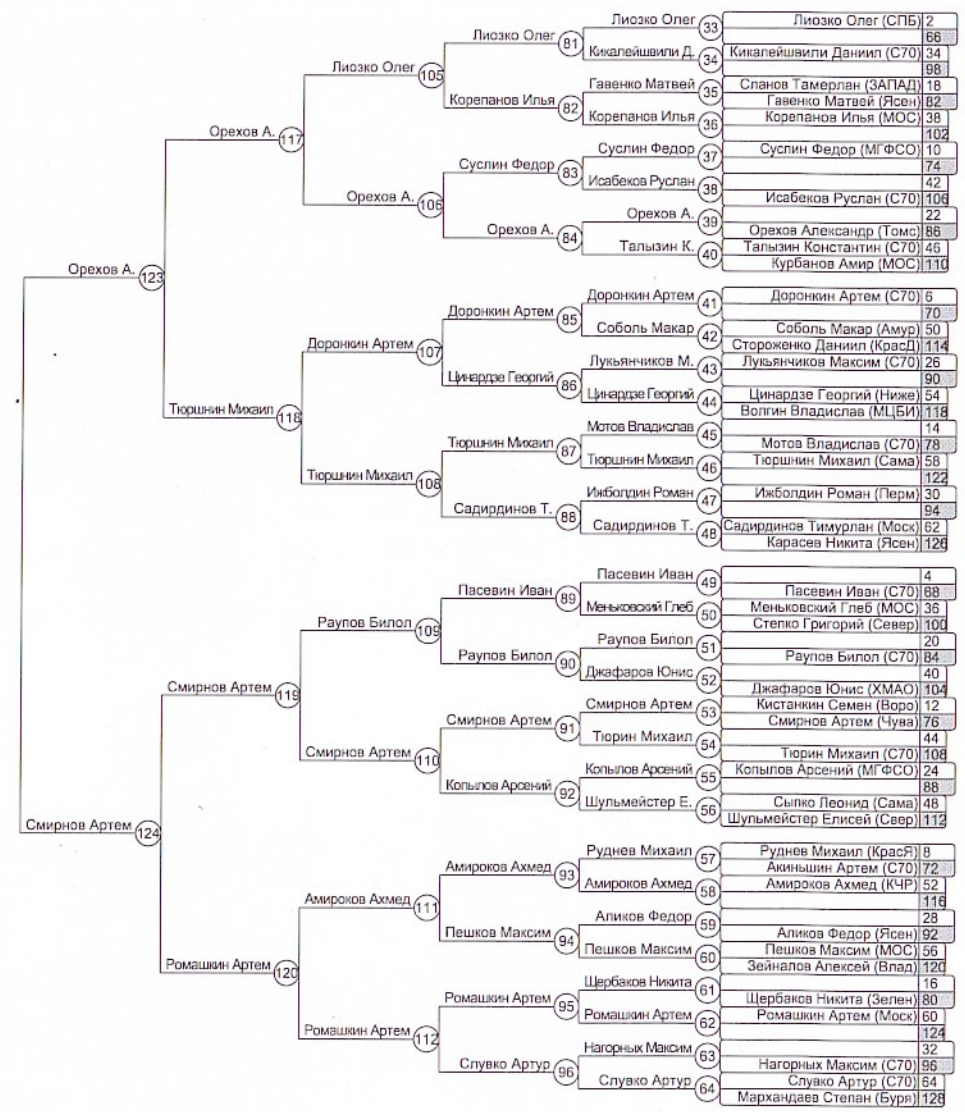 Лиозко Олег 33 Лиозко Олег (СПБ) 2
Лиозко Олег 81 66
Кикалейшвили Д. 34 Кикалейшвили Даниил (С70) 34
Лиозко Олег 105 98
Гавенко Матвей 35 Сланов Тамерлан (ЗАПАД) 18
Корепанов Илья 82 Гавенко Матвей (Ясен) 82
Корепанов Илья 36 Корепанов Илья (МОС) 38
Орехов А. 117 102
Суслин Федор 37 Суслин Федор (МГФСО) 10
Суслин Федор 83 74
Исабеков Руслан 38 42
Орехов А. 106 Исабеков Руслан (С70) 106
Орехов А. 39 22
Орехов А. 84 Орехов Александр (Томс) 86
Талызин К. 40 Талызин Константин (С70) 46
Курбанов Амир (МОС) 110
Орехов А. 123
Доронкин Артем 41 Доронкин Артем (С70) 6
Доронкин Артем 85 70
Соболь Макар 42 Соболь Макар (Амур) 50
Доронкин Артем 107 Стороженко Даниил (КрасД) 114
Лукьянчиков М. 43 Лукьянчиков Максим (С70) 26
Цинардзе Георгий 86 90
Цинардзе Георгий 44 Цинардзе Георгий (Ниже) 54
Тюршнин Михаил 118 Волгин Владислав (МЦБИ) 118
Мотов Владислав 45 14
Тюршнин Михаил 87 Мотов Владислав (С70) 78
Тюршнин Михаил 46 Тюршнин Михаил (Сама) 58
Тюршнин Михаил 108 122
Ижболдин Роман 47 Ижболдин Роман (Перм) 30
Садирдинов Т. 88 94
Садирдинов Т. 48 Садирдинов Тимурлан (Моск) 62
Карасев Никита (Ясен) 126
Пасевин Иван 49 4
Пасевин Иван 89 Пасевин Иван (С70) 68
Меньковский Глеб 50 Меньковский Глеб (МОС) 36
Раупов Билол 109 Степко Григорий (Север) 100
Раупов Билол 51 20
Раупов Билол 90 Раупов Билол (С70) 84
Джафаров Юнис 52 40
Смирнов Артем 119 Джафаров Юнис (ХМАО) 104
Смирнов Артем 53 Кистанкин Семен (Воро) 12
Смирнов Артем 91 Смирнов Артем (Чува) 76
Тюрин Михаил 54 44
Смирнов Артем 110 Тюрин Михаил (С70) 108
Копылов Арсений 55 Копылов Арсений (МГФСО) 24
Копылов Арсений 92 88
Шульмейстер Е. 56 Сыпко Леонид (Сама) 48
Шульмейстер Елисей (Свер) 112
Смирнов Артем 124
Руднев Михаил 57 Руднев Михаил (КрасЯ) 8
Амироков Ахмед 93 Акиньшин Артем (С70) 72
Амироков Ахмед 58 Амироков Ахмед (КЧР) 52
Амироков Ахмед 111 116
Аликов Федор 59 28
Пешков Максим 94 Аликов Федор (Ясен) 92
Пешков Максим 60 Пешков Максим (МОС) 56
Ромашкин Артем 120 Зейналов Алексей (Влад) 120
Щербаков Никита 61 16
Ромашкин Артем 95 Щербаков Никита (Зелен) 80
Ромашкин Артем 62 Ромашкин Артем (Моск) 60
Ромашкин Артем 112 124
Нагорных Максим 63 32
Слувко Артур 96 Нагорных Максим (С70) 96
Слувко Артур 64 Слувко Артур (С70) 64
Мархандаев Степан (Буря) 128